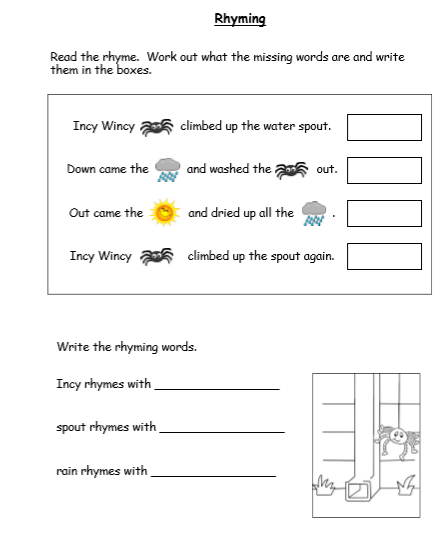 Rhyming
Read the rhyme. Work out what the missing words are and write
them in the boxes.
Incy Wincy climbed up the water spout.
Down came the and washed the out.
Out came the and dried up all the .
Incy Wincy climbed up the spout again.
Write the rhyming words.
Incy rhymes with ____________________
spout rhymes with ____________________
rain rhymes with ____________________